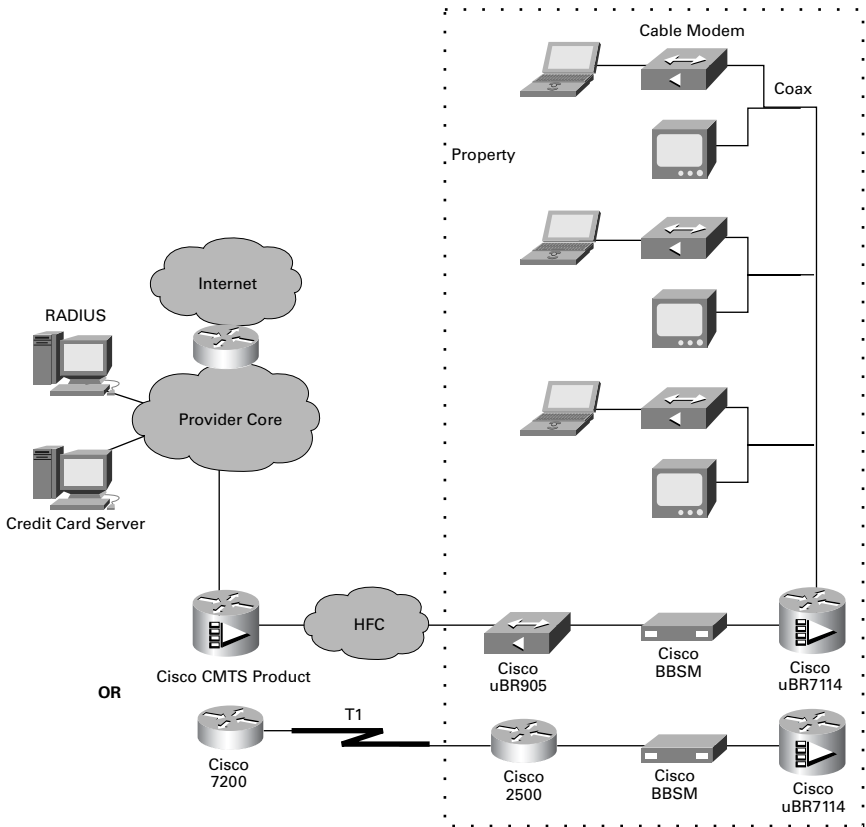 Cable Modem
Coax
Property
Internet
RADIUS
Provider Core
Credit Card Server
HFC
Cisco CMTS Product
Cisco
uBR905
Cisco
BBSM
Cisco
uBR7114
OR
T1
Cisco
7200
Cisco
2500
Cisco
BBSM
Cisco
uBR7114